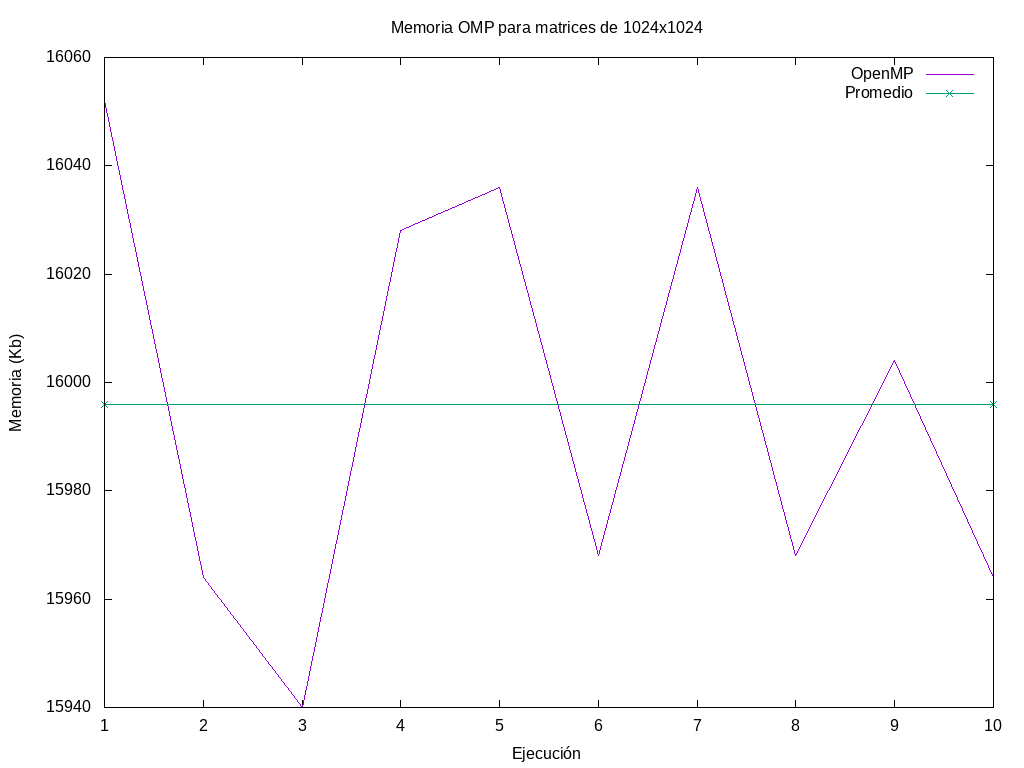 Memoria OMP para matrices de 1024x1024
16060
16040
16020
16000
15980
15960
15940
Memoria (Kb)
OpenMP
Promedio
1 2 3 4 5 6 7 8 9 10
Ejecución